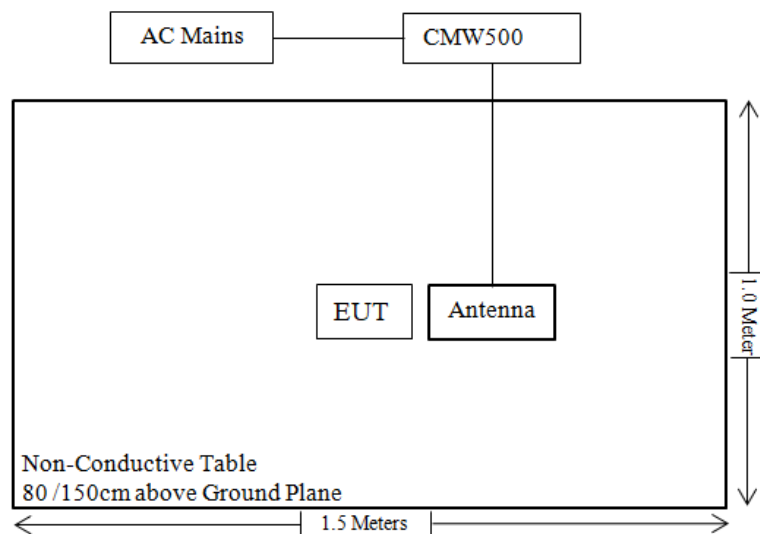 AC Mains
CMW500
EUT
Antenna
1.0 Meter
Non-Conductive Table
80 /150cm above Ground Plane
1.5 Meters